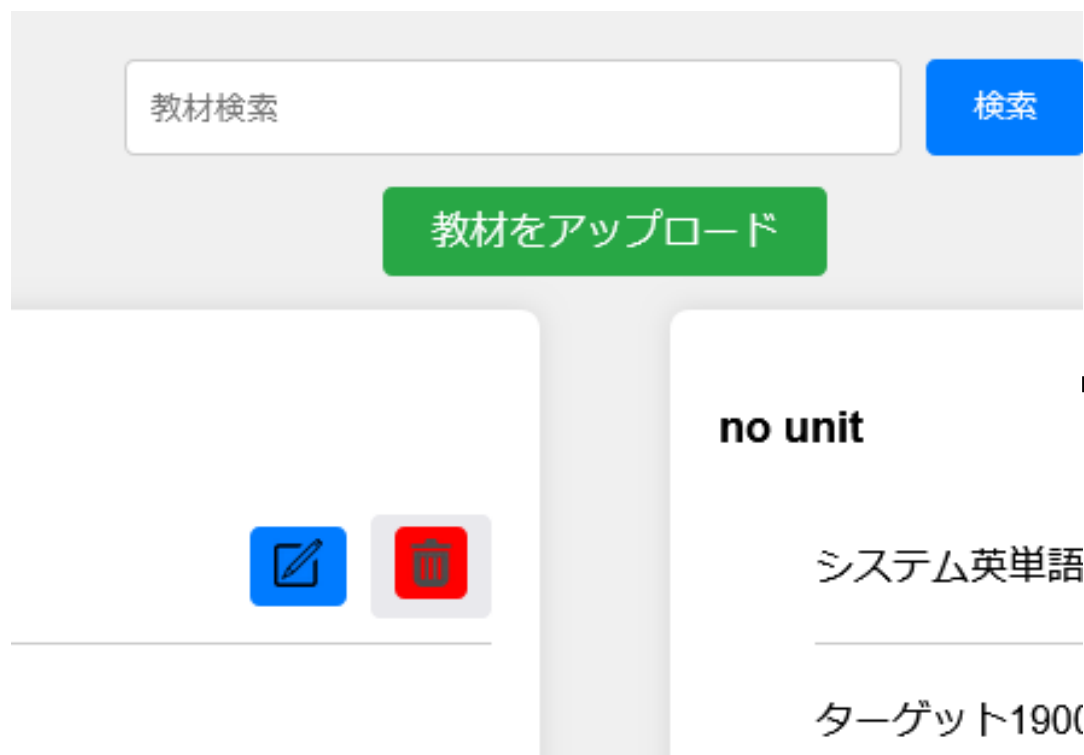 教材検索
検索
教材をアップロード
no unit
システム英単語
ターゲット1900